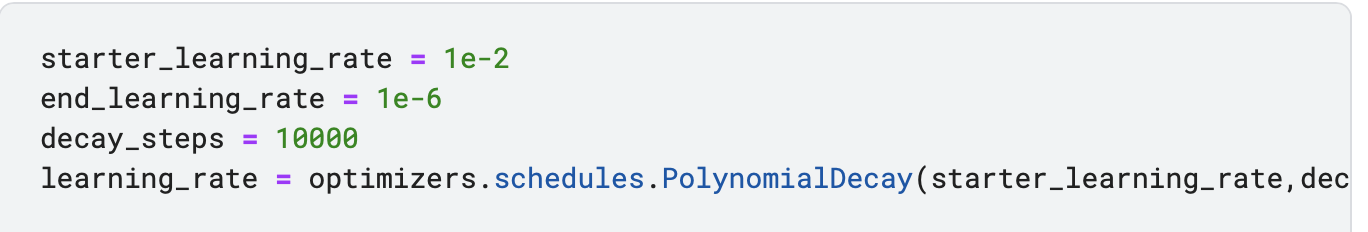 starter_learning_rate = 1e-2
end_learning_rate = 1e-6
decay_steps = 10000
learning_rate = optimizers.schedules.PolynomialDecay(starter_learning_rate,dec